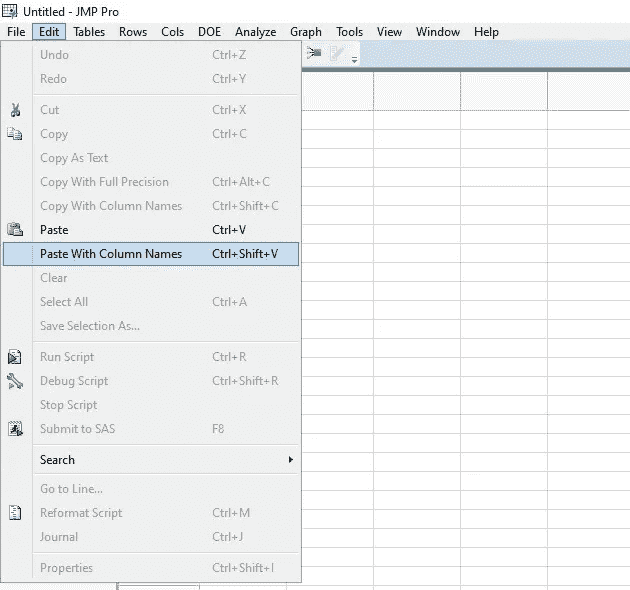 Untitled - JMP Pro
File Edit Tables Rows Cols DOE Analyze Graph Tools View Window Help
Undo Ctrl+Z
Redo Ctrl+Y
Cut Ctrl+X
Copy Ctrl+C
Copy As Text
Copy With Full Precision Ctrl+Alt+C
Copy With Column Names Ctrl+Shift+C
Paste Ctrl+V
Paste With Column Names Ctrl+Shift+V
Clear
Select All Ctrl+A
Save Selection As...
Run Script Ctrl+R
Debug Script Ctrl+Shift+R
Stop Script
Submit to SAS F8
Search
Go to Line...
Reformat Script Ctrl+M
Journal Ctrl+J
Properties Ctrl+Shift+I